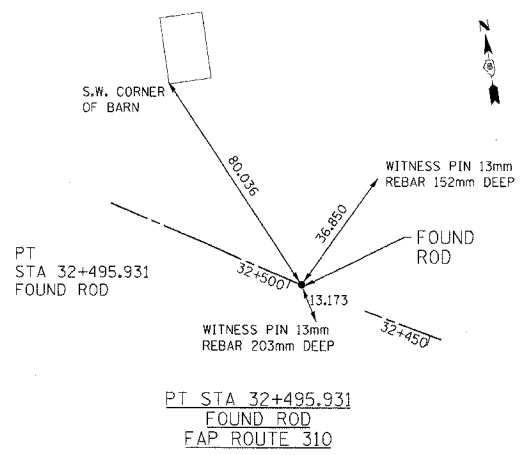 N
S.W. CORNER
OF BARN
80.036
WITNESS PIN 13mm
REBAR 152mm DEEP
36.850
FOUND
ROD
PT
STA 32+495.931
FOUND ROD
32+500
13.173
WITNESS PIN 13mm
REBAR 203mm DEEP
32+450
PT STA 32+495.931
FOUND ROD
FAP ROUTE 310